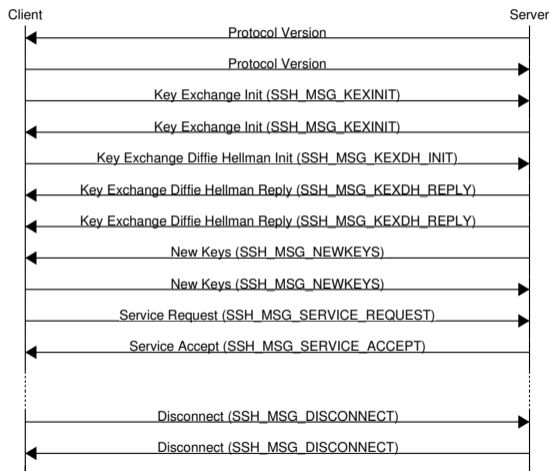 Client Server
Protocol Version
Protocol Version
Key Exchange Init (SSH_MSG_KEXINIT)
Key Exchange Init (SSH_MSG_KEXINIT)
Key Exchange Diffie Hellman Init (SSH_MSG_KEXDH_INIT)
Key Exchange Diffie Hellman Reply (SSH_MSG_KEXDH_REPLY)
Key Exchange Diffie Hellman Reply (SSH_MSG_KEXDH_REPLY)
New Keys (SSH_MSG_NEWKEYS)
New Keys (SSH_MSG_NEWKEYS)
Service Request (SSH_MSG_SERVICE_REQUEST)
Service Accept (SSH_MSG_SERVICE_ACCEPT)
Disconnect (SSH_MSG_DISCONNECT)
Disconnect (SSH_MSG_DISCONNECT)